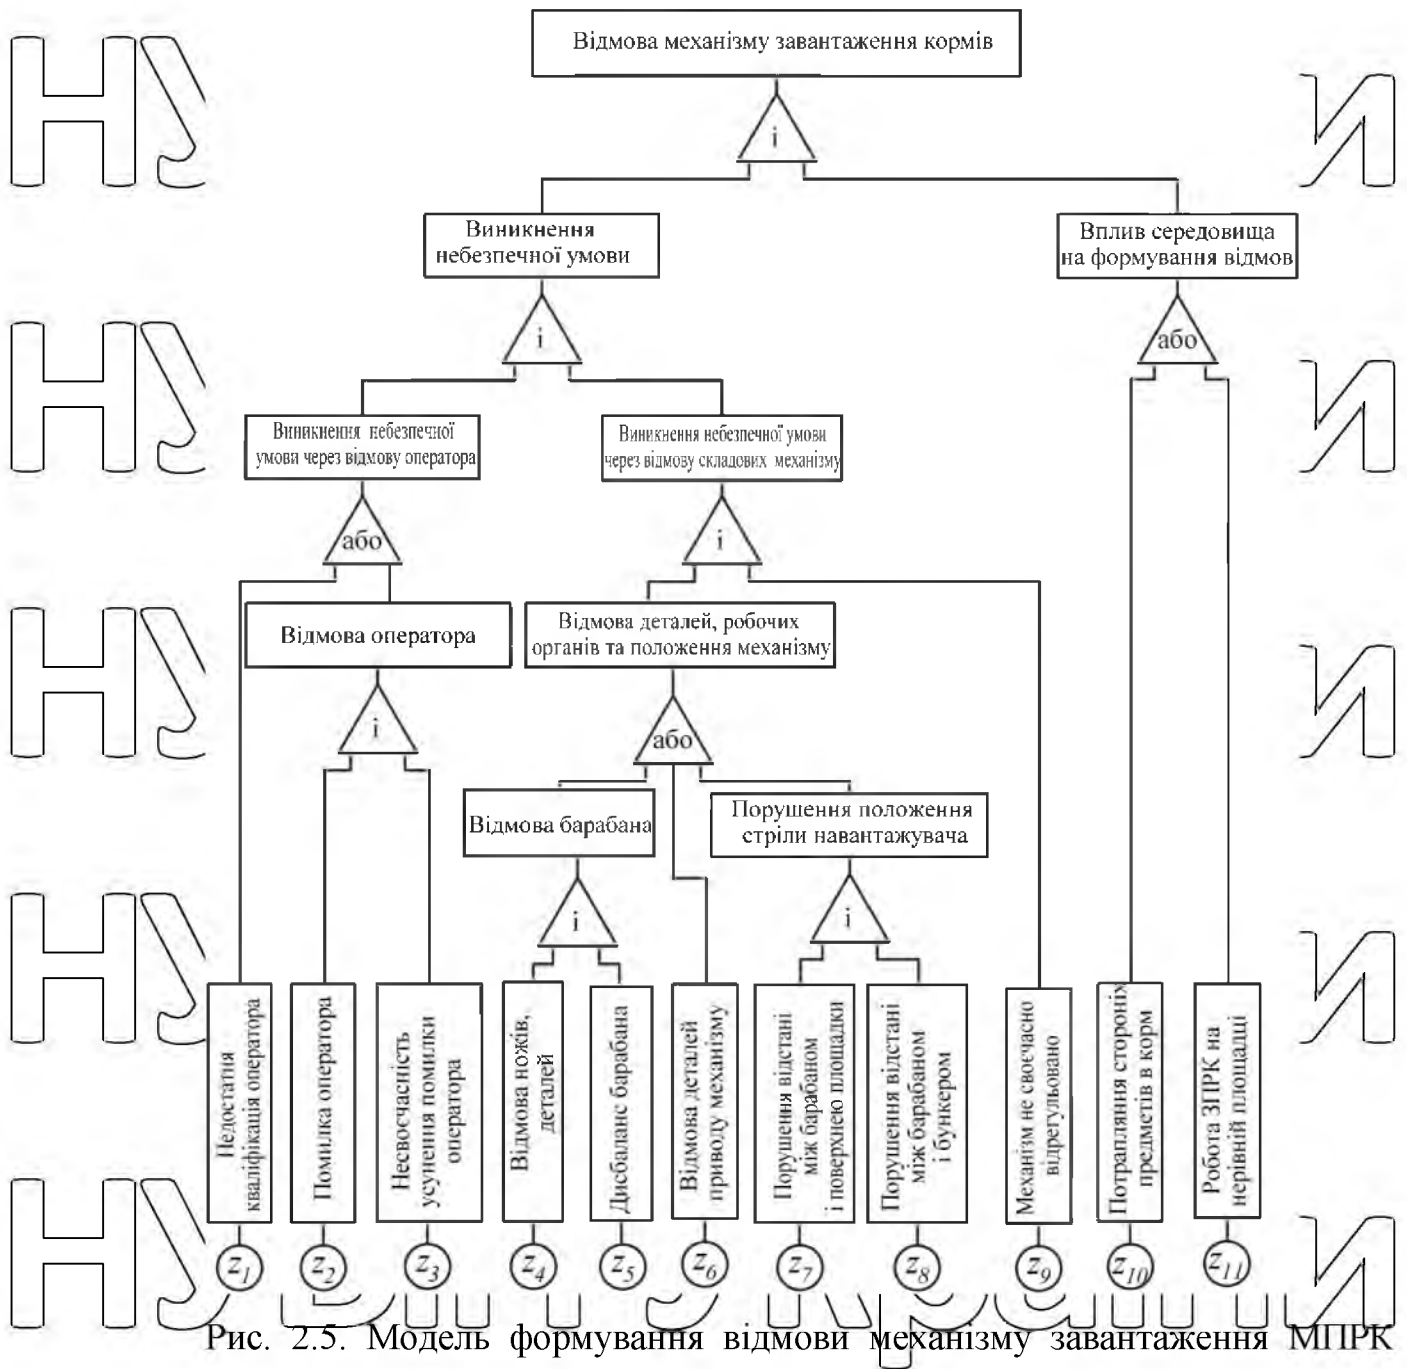 Відмова механізму завантаження кормів
і
Виникнення
небезпечної умови
Вплив середовища
на формування відмов
і
або
Виникнення небезпечної
умови через відмову оператора
Виникнення небезпечної умови
через відмову складових механізму
або
і
Відмова оператора
Відмова деталей, робочих
органів та положення механізму
і
або
Відмова барабана
Порушення положення
стріли навантажувача
і
і
Недостатня
кваліфікація оператора
Помилка оператора
Несвоєчасність
усунення помилки
оператора
Відмова ножів,
деталей
Дисбаланс барабана
Відмова деталей
приводу механізму
Порушення відстані
між барабаном
і поверхнею площадки
Порушення відстані
між барабаном
і бункером
Механізм не своєчасно
відрегульовано
Потрапляння сторонніх
предметів в корм
Робота ЗПРК на
нерівній площадці
z1
z2
z3
z4
z5
z6
z7
z8
z9
z10
z11
Рис. 2.5. Модель формування відмови механізму завантаження МПРК